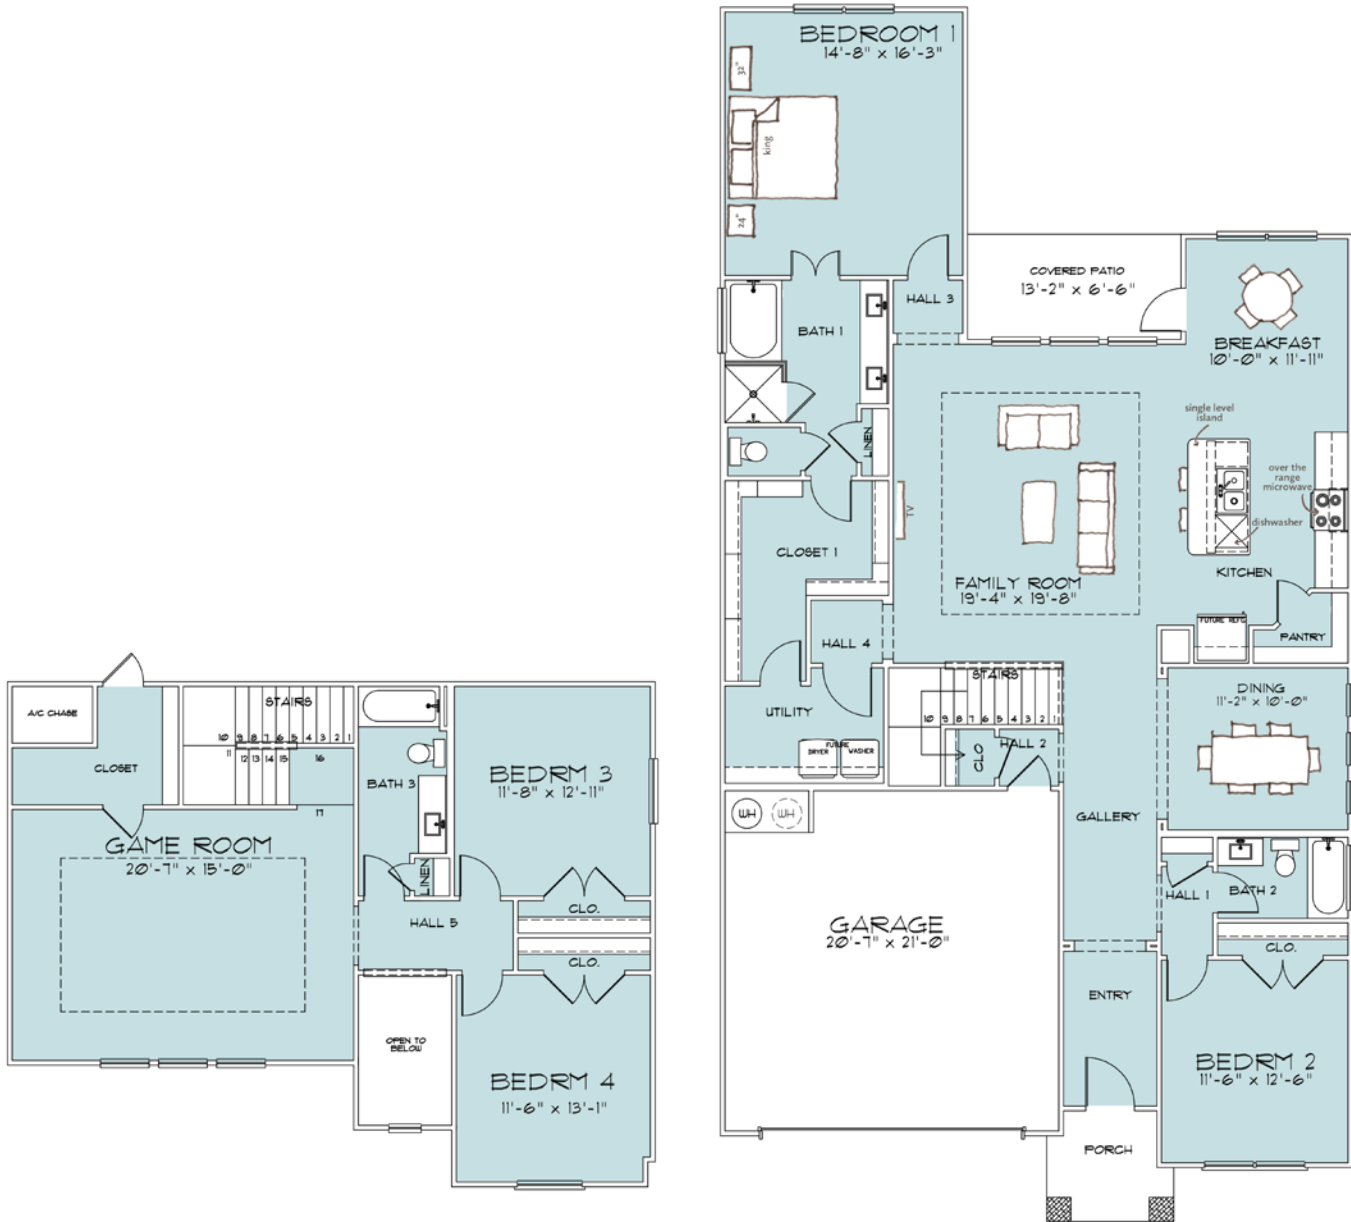 BEDROOM 1
14'-8" x 16'-3"
32"
king
24"
COVERED PATIO
13'-2" x 6'-6"
HALL 3
BATH 1
BREAKFAST
10'-0" x 11'-11"
single level
island
LINEN
over the
range
microwave
TV
dishwasher
CLOSET 1
KITCHEN
FAMILY ROOM
19'-4" x 19'-8"
FUTURE REFG.
PANTRY
HALL 4
STAIRS
10 9 8 7 6 5 4 3 2 1
UTILITY
FUTURE
DRYER
WASHER
CLO
HALL 2
DINING
11'-2" x 10'-0"
WH
WH
GALLERY
HALL 1
BATH 2
GARAGE
20'-7" x 21'-0"
CLO.
ENTRY
BEDRM 2
11'-6" x 12'-6"
PORCH
A/C CHASE
STAIRS
10 9 8 7 6 5 4 3 2 1
11 12 13 14 15 16
17
CLOSET
BATH 3
BEDRM 3
11'-8" x 12'-11"
GAME ROOM
20'-7" x 15'-0"
LINEN
CLO.
HALL 5
CLO.
OPEN TO
BELOW
BEDRM 4
11'-6" x 13'-1"